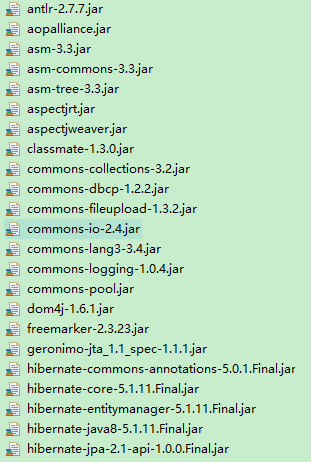 antlr-2.7.7.jar
aopalliance.jar
asm-3.3.jar
asm-commons-3.3.jar
asm-tree-3.3.jar
aspectjrt.jar
aspectjweaver.jar
classmate-1.3.0.jar
commons-collections-3.2.jar
commons-dbcp-1.2.2.jar
commons-fileupload-1.3.2.jar
commons-io-2.4.jar
commons-lang3-3.4.jar
commons-logging-1.0.4.jar
commons-pool.jar
dom4j-1.6.1.jar
freemarker-2.3.23.jar
geronimo-jta_1.1_spec-1.1.1.jar
hibernate-commons-annotations-5.0.1.Final.jar
hibernate-core-5.1.11.Final.jar
hibernate-entitymanager-5.1.11.Final.jar
hibernate-java8-5.1.11.Final.jar
hibernate-jpa-2.1-api-1.0.0.Final.jar